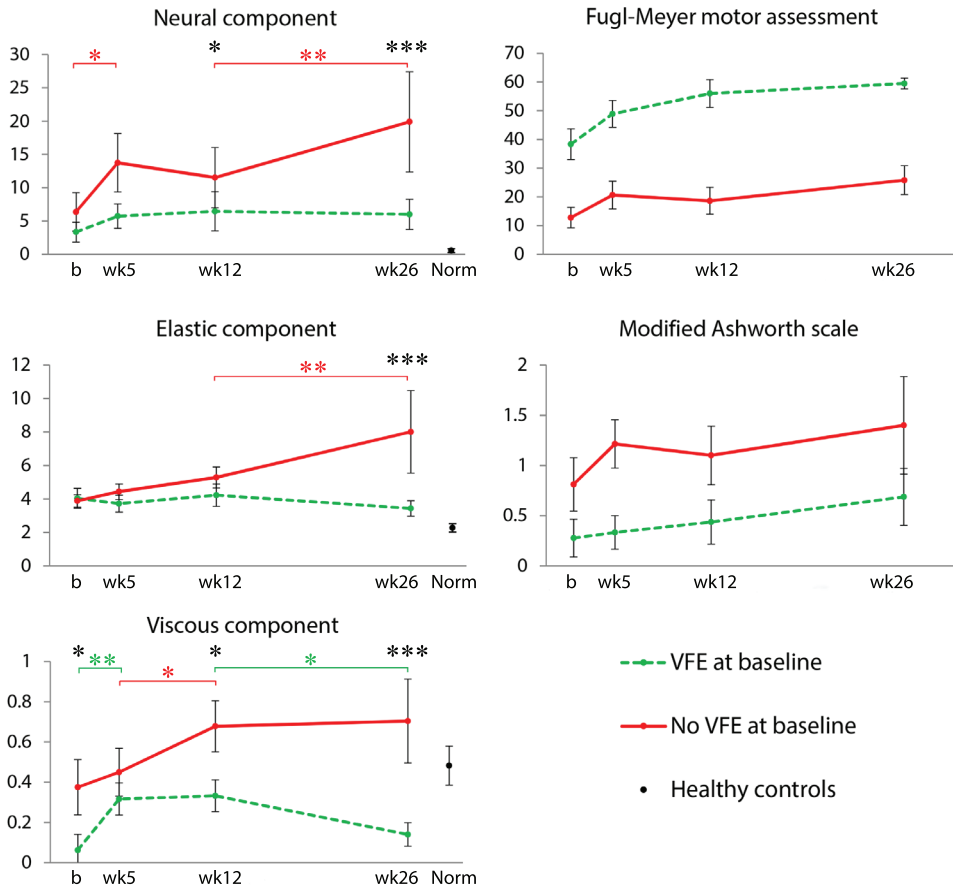 Neural component
* ** * ***
30
25
20
15
10
5
0
b wk5 wk12 wk26 Norm
Fugl-Meyer motor assessment
70
60
50
40
30
20
10
0
b wk5 wk12 wk26
Elastic component
** ***
12
10
8
6
4
2
0
b wk5 wk12 wk26 Norm
Modified Ashworth scale
2
1.5
1
0.5
0
b wk5 wk12 wk26
Viscous component
* ** * * * ***
1
0.8
0.6
0.4
0.2
0
b wk5 wk12 wk26 Norm
VFE at baseline
No VFE at baseline
Healthy controls